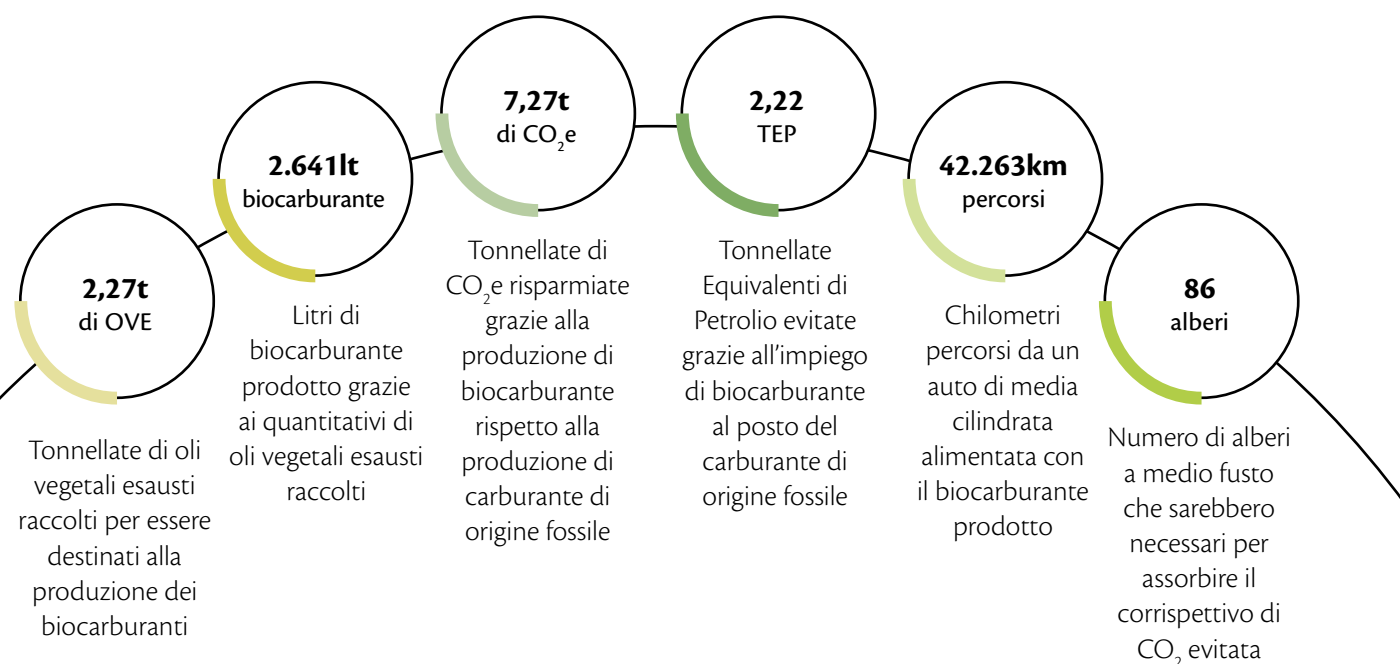 2,27t
di OVE
Tonnellate di oli
vegetali esausti
raccolti per essere
destinati alla
produzione dei
biocarburanti
2.641lt
biocarburante
Litri di
biocarburante
prodotto grazie
ai quantitativi di
oli vegetali esausti
raccolti
7,27t
di CO₂e
Tonnellate di
CO₂e risparmiate
grazie alla
produzione di
biocarburante
rispetto alla
produzione di
carburante di
origine fossile
2,22
TEP
Tonnellate
Equivalenti di
Petrolio evitate
grazie all'impiego
di biocarburante
al posto del
carburante di
origine fossile
42.263km
percorsi
Chilometri
percorsi da un
auto di media
cilindrata
alimentata con
il biocarburante
prodotto
86
alberi
Numero di alberi
a medio fusto
che sarebbero
necessari per
assorbire il
corrispettivo di
CO₂ evitata